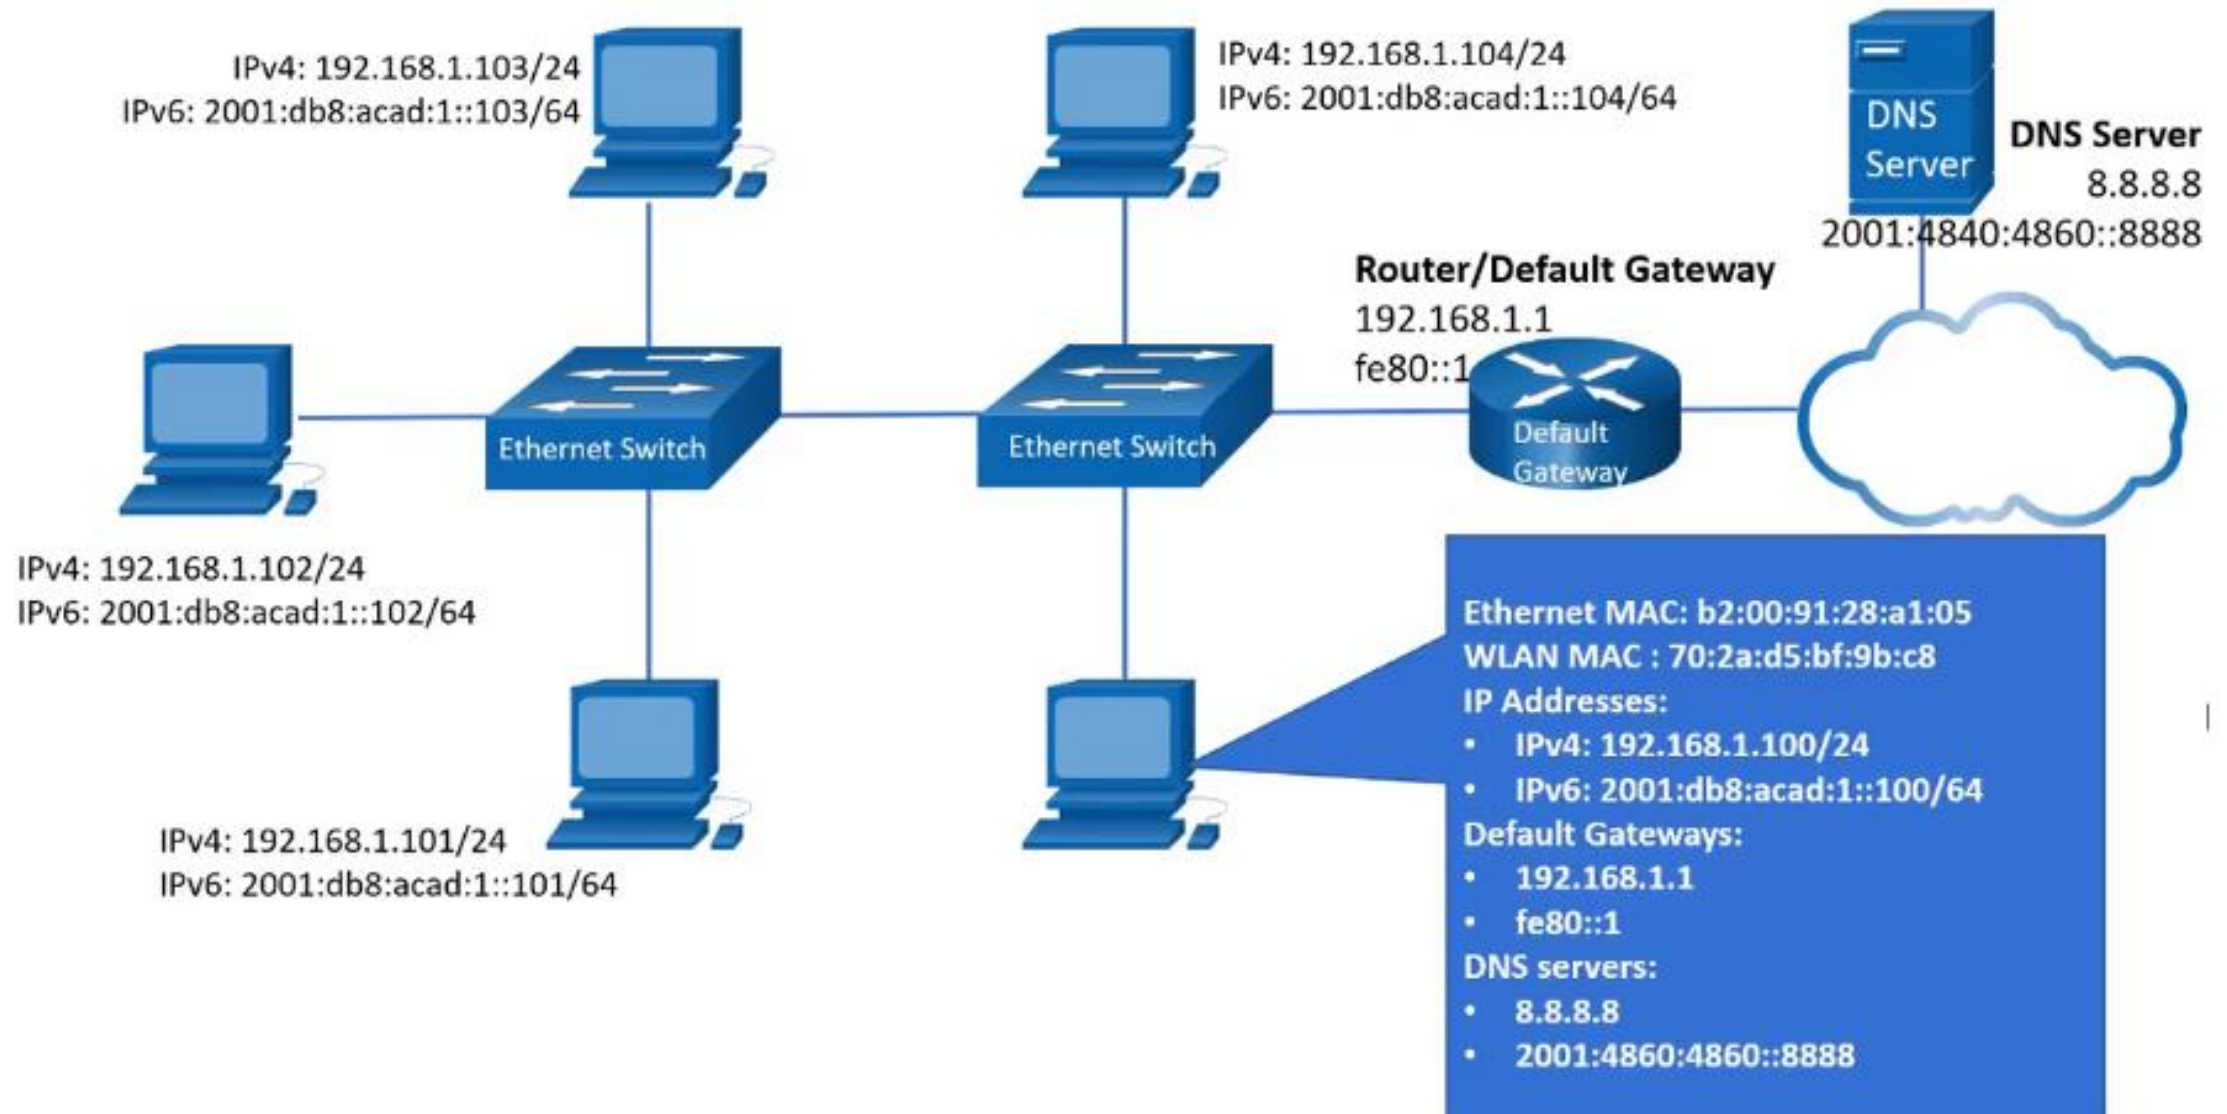 IPv4: 192.168.1.103/24
IPv6: 2001:db8:acad:1::103/64
IPv4: 192.168.1.104/24
IPv6: 2001:db8:acad:1::104/64
DNS
Server
DNS Server
8.8.8.8
2001:4840:4860::8888
Router/Default Gateway
192.168.1.1
fe80::1
Ethernet Switch
Ethernet Switch
Default
Gateway
IPv4: 192.168.1.102/24
IPv6: 2001:db8:acad:1::102/64
IPv4: 192.168.1.101/24
IPv6: 2001:db8:acad:1::101/64
Ethernet MAC: b2:00:91:28:a1:05
WLAN MAC : 70:2a:d5:bf:9b:c8
IP Addresses:
• IPv4: 192.168.1.100/24
• IPv6: 2001:db8:acad:1::100/64
Default Gateways:
• 192.168.1.1
• fe80::1
DNS servers:
• 8.8.8.8
• 2001:4860:4860::8888